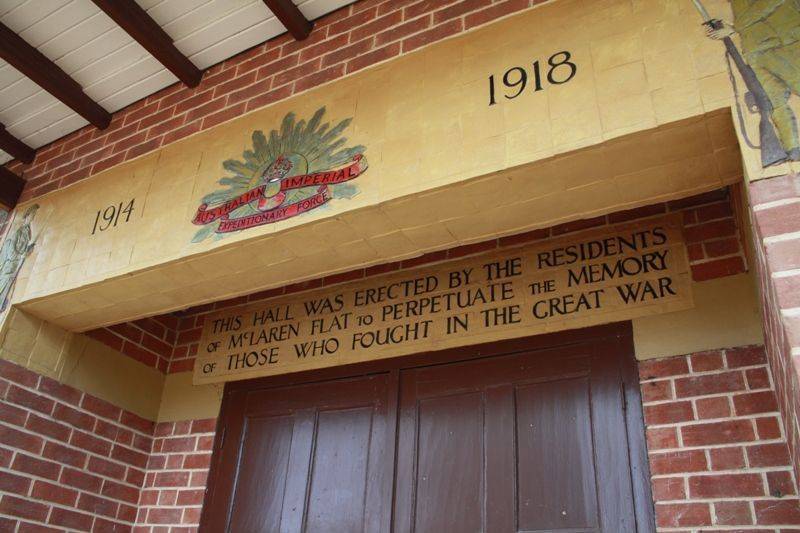 1914
1918
AUSTRALIAN IMPERIAL
EXPEDITIONARY FORCE
THIS HALL WAS ERECTED BY THE RESIDENTS
OF McLAREN FLAT TO PERPETUATE THE MEMORY
OF THOSE WHO FOUGHT IN THE GREAT WAR